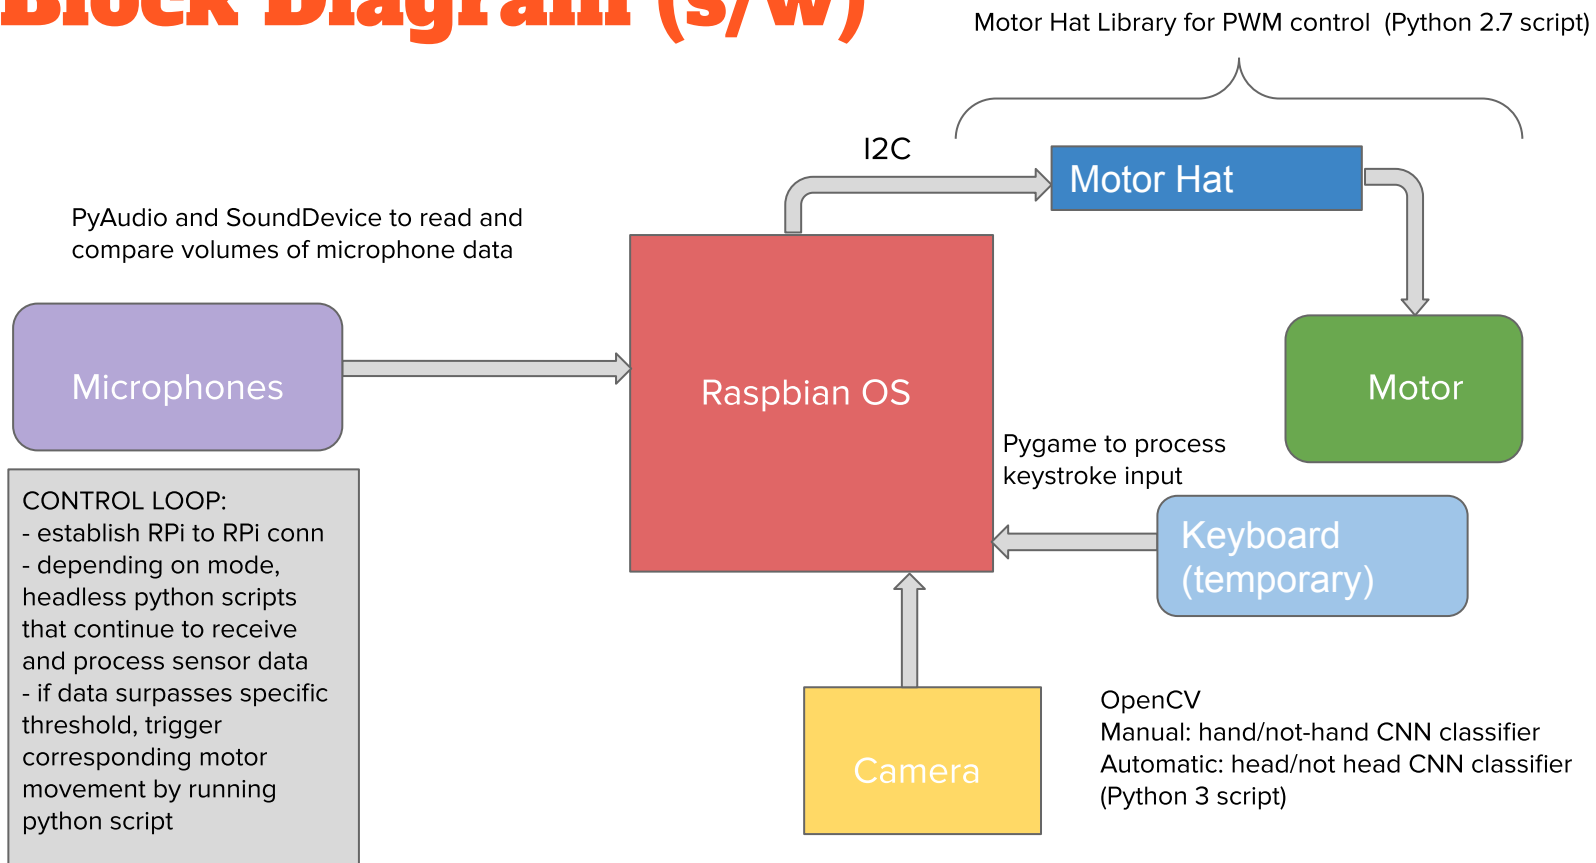 Block Diagram (s/w)
Motor Hat Library for PWM control (Python 2.7 script)
I2C
Motor Hat
PyAudio and SoundDevice to read and
compare volumes of microphone data
Microphones
Raspbian OS
Motor
Pygame to process
keystroke input
Keyboard
(temporary)
CONTROL LOOP:
- establish RPi to RPi conn
- depending on mode,
headless python scripts
that continue to receive
and process sensor data
- if data surpasses specific
threshold, trigger
corresponding motor
movement by running
python script
Camera
OpenCV
Manual: hand/not-hand CNN classifier
Automatic: head/not head CNN classifier
(Python 3 script)